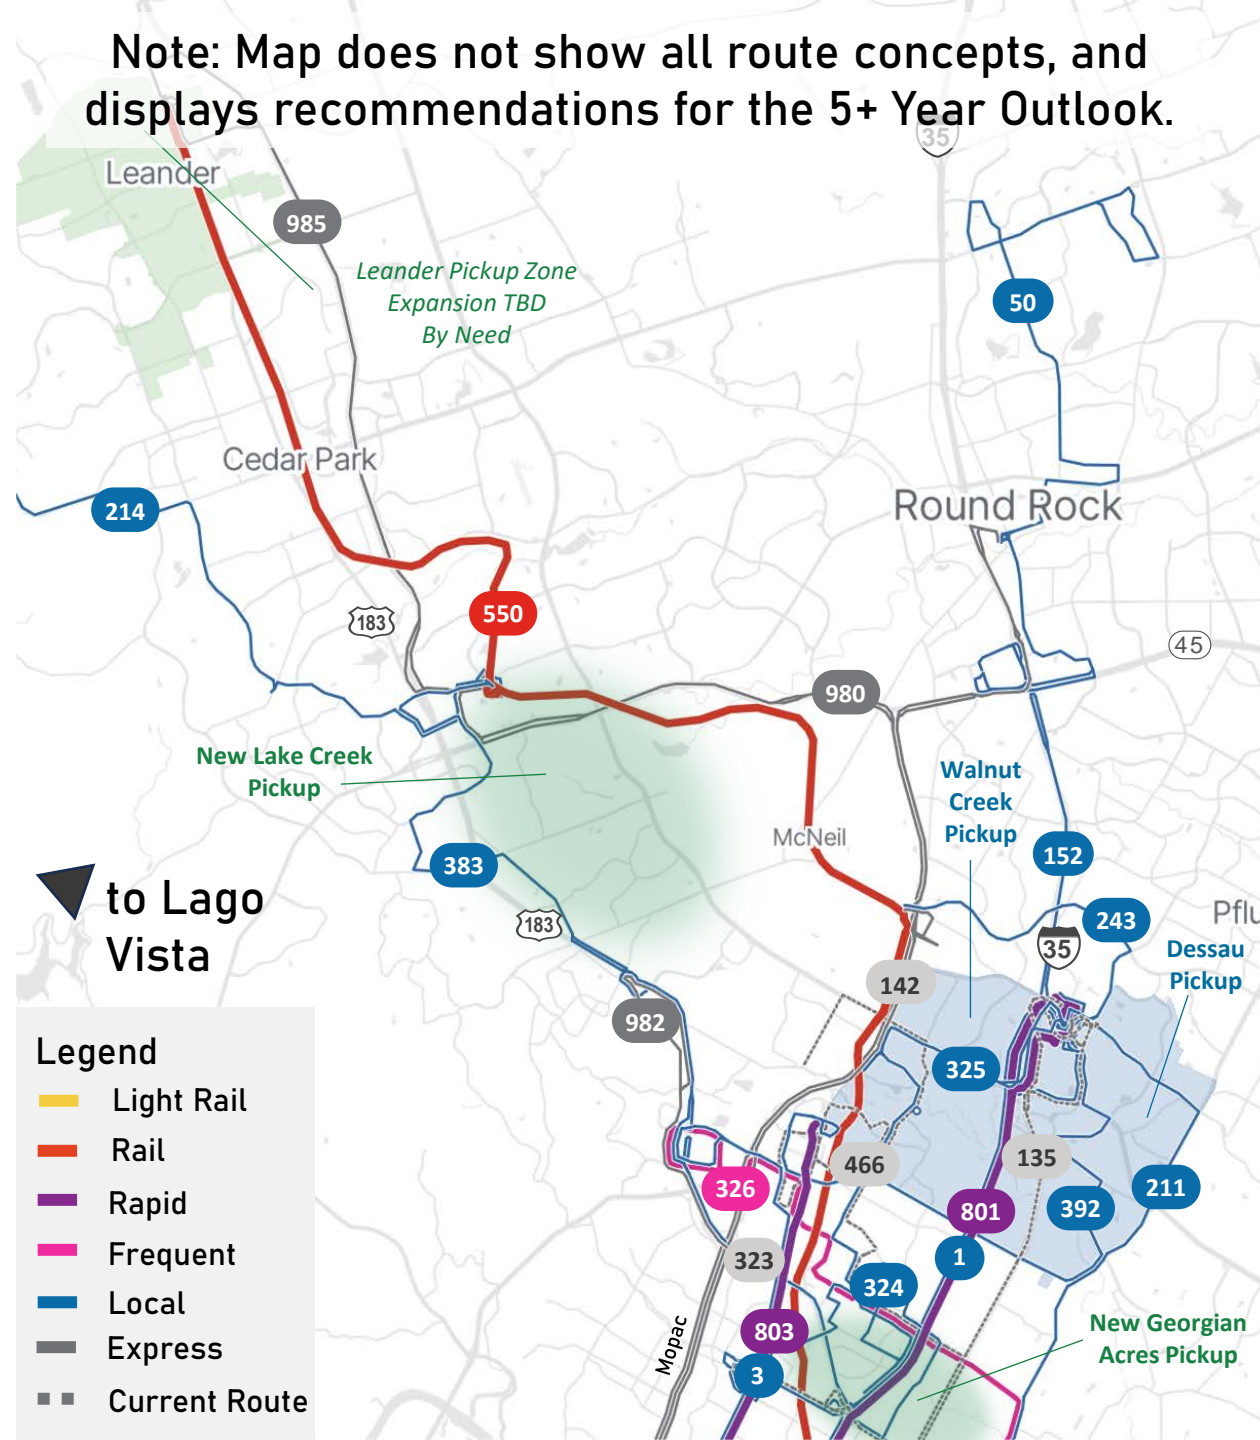 Note: Map does not show all route concepts, and
displays recommendations for the 5+ Year Outlook.
35
Leander
985
Leander Pickup Zone
Expansion TBD
By Need
50
Cedar Park
214
Round Rock
550
183
45
980
New Lake Creek
Pickup
Walnut
Creek
Pickup
McNeil
152
383
to Lago
Vista
183
243
Pflu
35
Dessau
Pickup
142
982
325
Legend
Light Rail
Rail
Rapid
Frequent
Local
Express
Current Route
466
135
326
211
392
801
323
1
324
803
Mopac
New Georgian
Acres Pickup
3